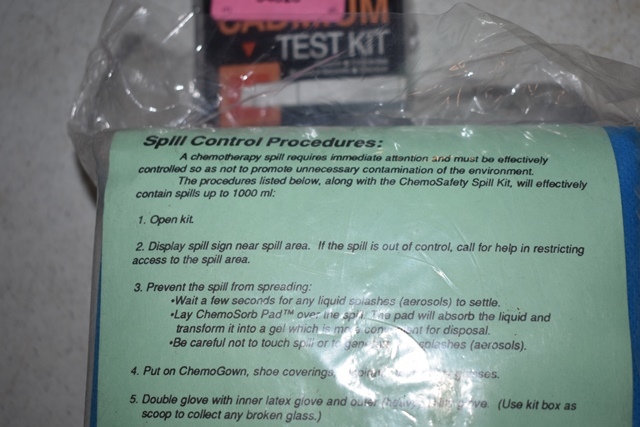 CADMIUM
TEST KIT
Spill Control Procedures:
A chemotherapy spill requires immediate attention and must be effectively
controlled so as not to promote unnecessary contamination of the environment.
The procedures listed below, along with the ChemoSafety Spill Kit, will effectively
contain spills up to 1000 ml:
1. Open kit.
2. Display spill sign near spill area. If the spill is out of control, call for help in restricting
access to the spill area.
3. Prevent the spill from spreading:
•Wait a few seconds for any liquid splashes (aerosols) to settle.
•Lay ChemoSorb Pad™ over the spill. The pad will absorb the liquid and
transform it into a gel which is more convenient for disposal.
•Be careful not to touch spill or to splashes (aerosols).
4. Put on ChemoGown, shoe coverings,
5. Double glove with inner latex glove and outer glove. (Use kit box as
scoop to collect any broken glass.)